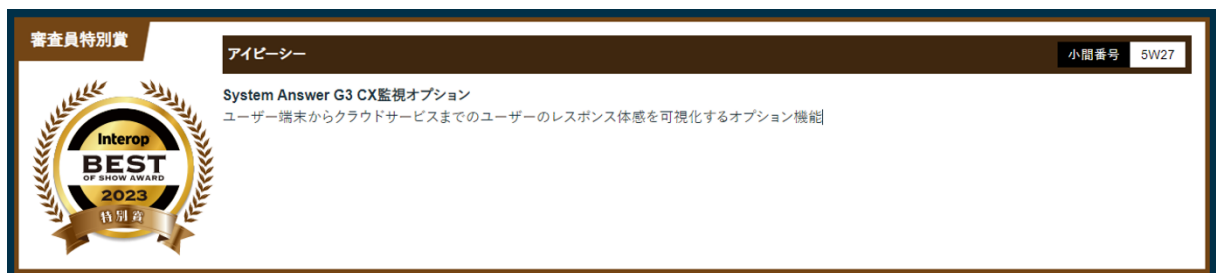 審査員特別賞
アイピーシー
小間番号 5W27
System Answer G3 CX監視オプション
ユーザー端末からクラウドサービスまでのユーザーのレスポンス体感を可視化するオプション機能
Interop
BEST
OF SHOW AWARD
2023
特別賞